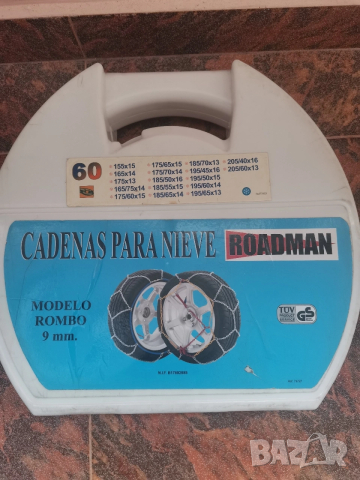 60
155x15
165x14
175x13
165/75x14
175/60x15
175/65x15
175/70x14
185/50x16
185/55x15
185/65x14
185/70x13
195/45x16
195/50x15
195/60x14
195/65x13
205/40x16
205/60x13
CADENAS PARA NIEVE ROADMAN
MODELO
ROMBO
9 mm.
TÜV
GS
BAZAR